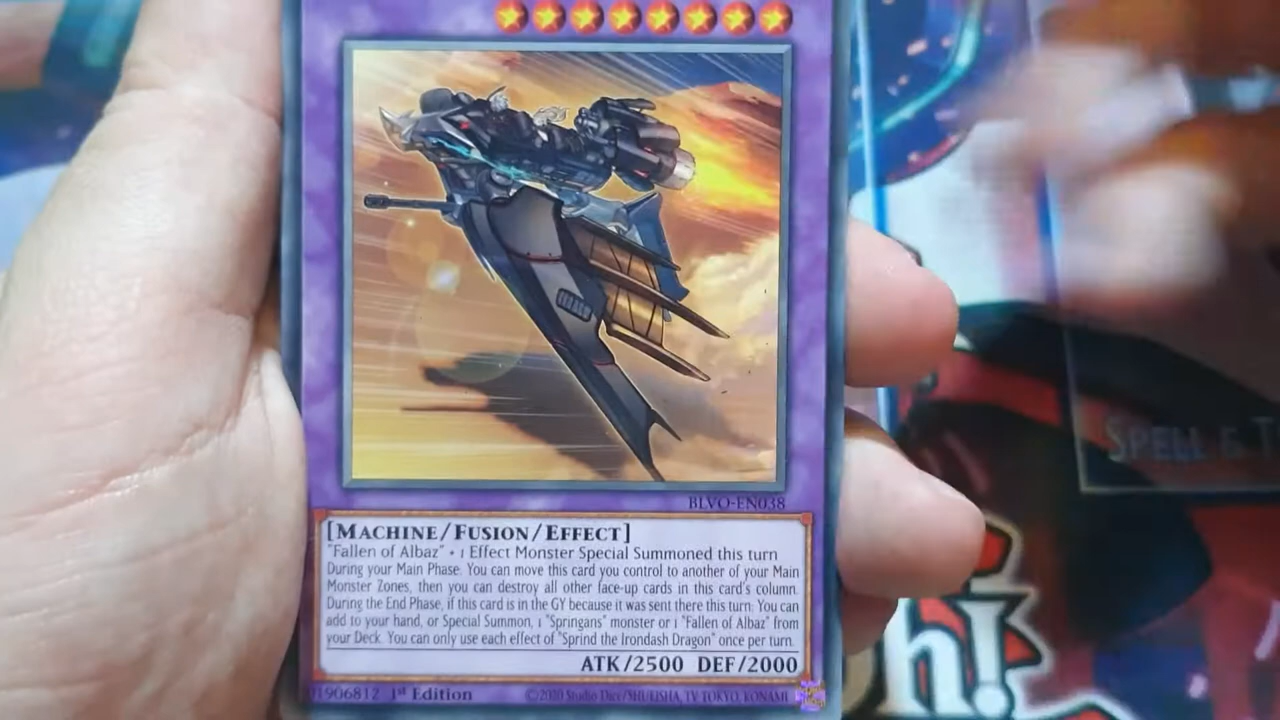 BLVO-EN038
[MACHINE/FUSION/EFFECT]
"Fallen of Albaz" + 1 Effect Monster Special Summoned this turn
During your Main Phase: You can move this card you control to another of your Main
Monster Zones, then you can destroy all other face-up cards in this card's column.
During the End Phase, if this card is in the GY because it was sent there this turn: You can
add to your hand, or Special Summon, 1 "Springans" monster or 1 "Fallen of Albaz" from
your Deck. You can only use each effect of "Sprind the Irondash Dragon" once per turn.
ATK/2500 DEF/2000
01906812 1st Edition
©2020 Studio Dice/SHUEISHA, TV TOKYO, KONAMI
SPELL &
h!